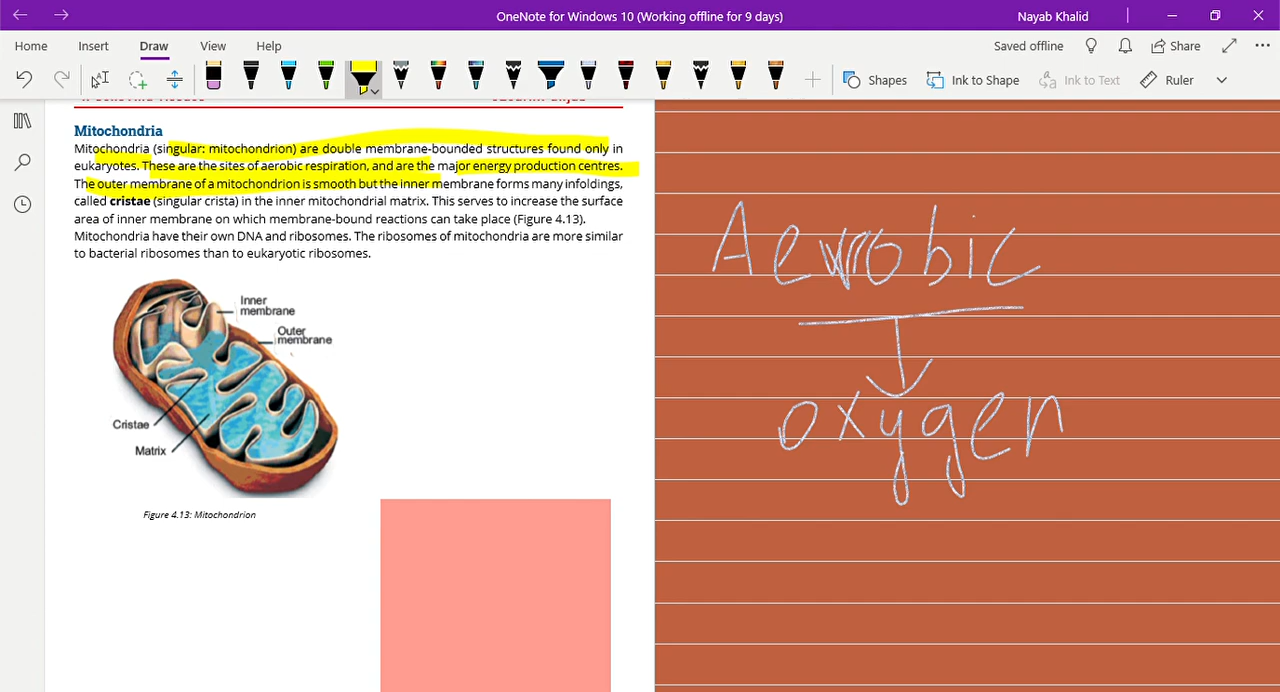 OneNote for Windows 10 (Working offline for 9 days)
Nayab Khalid
Home Insert Draw View Help
Saved offline Share
Shapes Ink to Shape Ink to Text Ruler
Mitochondria
Mitochondria (singular: mitochondrion) are double membrane-bounded structures found only in
eukaryotes. These are the sites of aerobic respiration, and are the major energy production centres.
The outer membrane of a mitochondrion is smooth but the inner membrane forms many infoldings,
called cristae (singular crista) in the inner mitochondrial matrix. This serves to increase the surface
area of inner membrane on which membrane-bound reactions can take place (Figure 4.13).
Mitochondria have their own DNA and ribosomes. The ribosomes of mitochondria are more similar
to bacterial ribosomes than to eukaryotic ribosomes.
Inner
membrane
Outer
membrane
Cristae
Matrix
Figure 4.13: Mitochondrion
Aerobic
oxygen